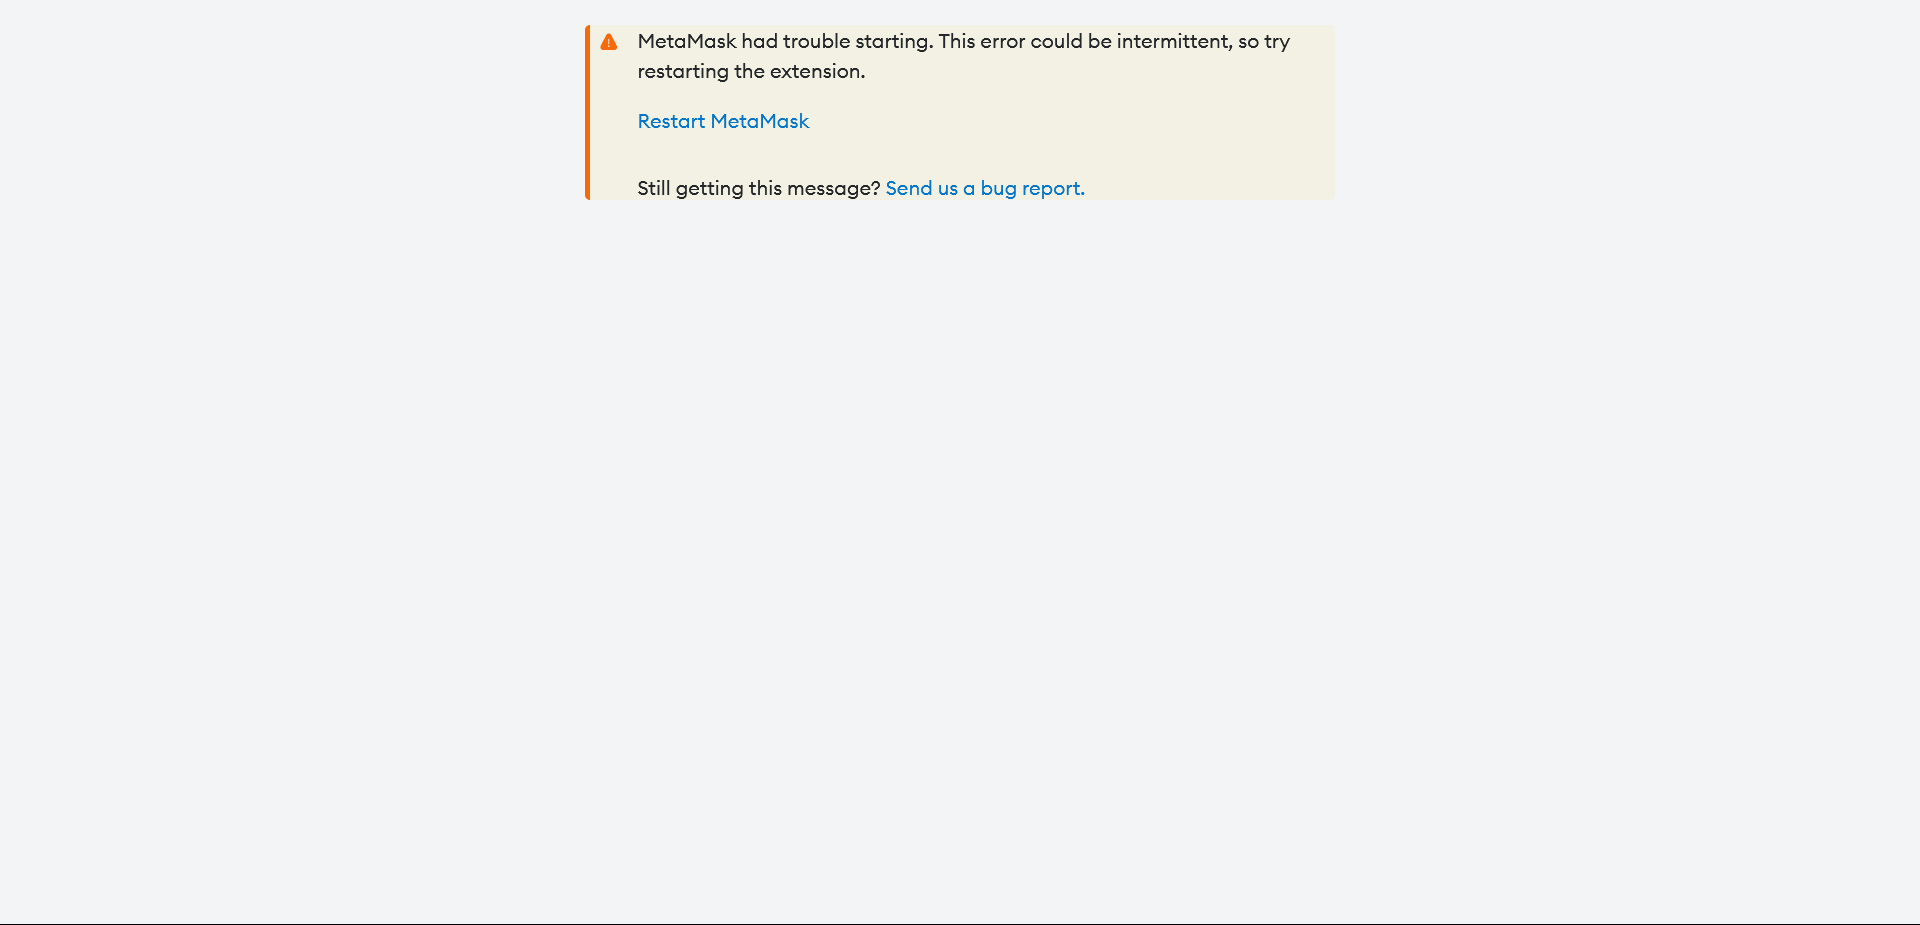 MetaMask had trouble starting. This error could be intermittent, so try
restarting the extension.
Restart MetaMask
Still getting this message? Send us a bug report.